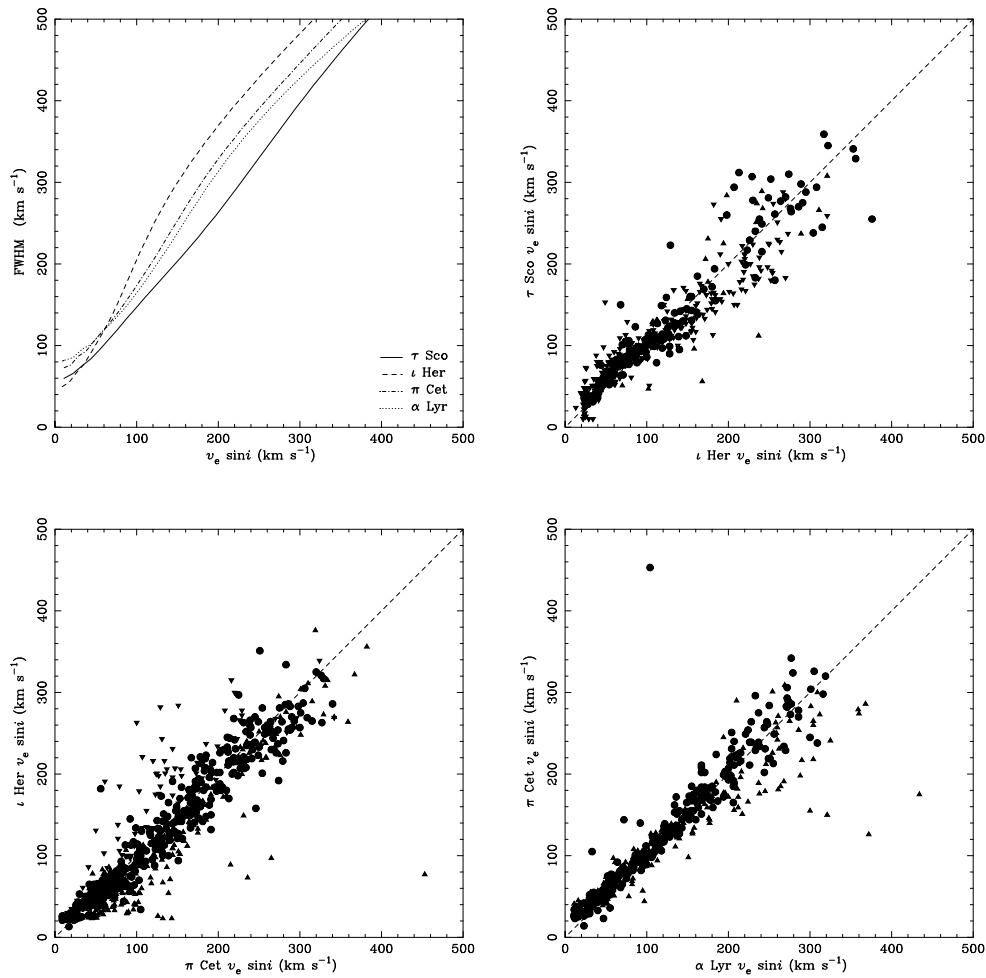 500
400
300
200
100
0
FWHM (km s⁻¹)
τ Sco
ι Her
π Cet
α Lyr
0 100 200 300 400 500
vₑ sini (km s⁻¹)
500
400
300
200
100
0
τ Sco vₑ sini (km s⁻¹)
0 100 200 300 400 500
ι Her vₑ sini (km s⁻¹)
500
400
300
200
100
0
ι Her vₑ sini (km s⁻¹)
0 100 200 300 400 500
π Cet vₑ sini (km s⁻¹)
500
400
300
200
100
0
π Cet vₑ sini (km s⁻¹)
0 100 200 300 400 500
α Lyr vₑ sini (km s⁻¹)